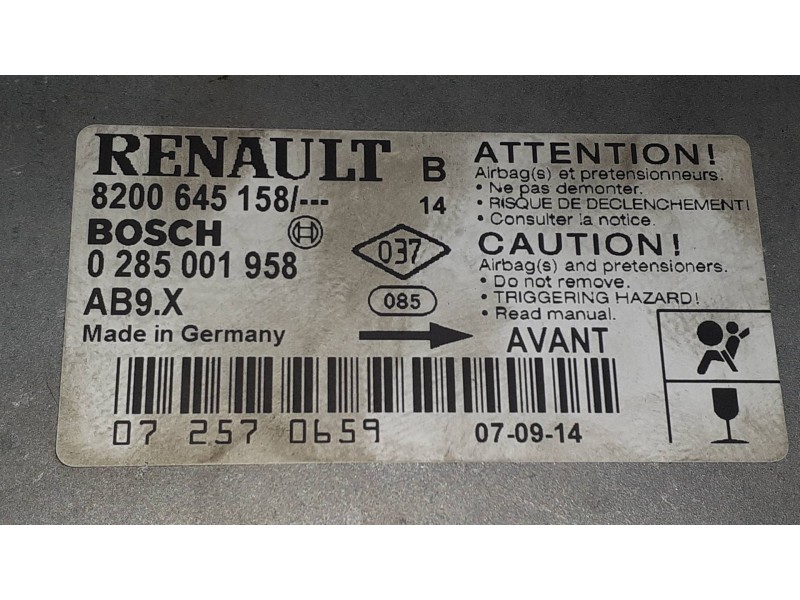 RENAULT B
8200 645 158/--- 14
BOSCH
0 285 001 958
037
AB9.X
085
Made in Germany
AVANT
ATTENTION!
Airbag(s) et pretensionneurs.
• Ne pas demonter.
• RISQUE DE DECLENCHEMENT!
• Consulter la notice.
CAUTION!
Airbag(s) and pretensioners.
• Do not remove.
• TRIGGERING HAZARD!
• Read manual.
07 257 0659
07-09-14